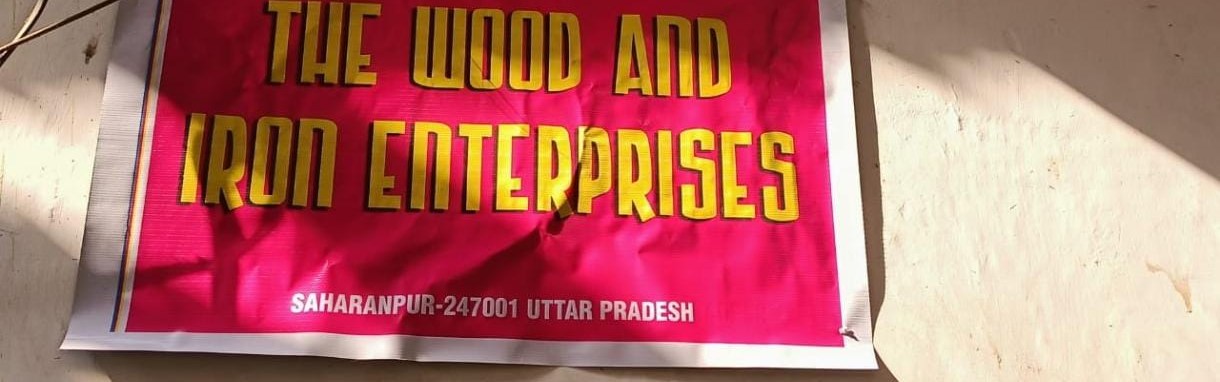 THE WOOD AND
IRON ENTERPRISES
SAHARANPUR-247001 UTTAR PRADESH